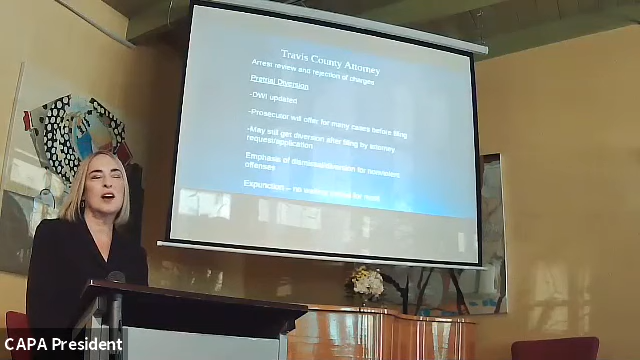 Travis County Attorney
Arrest review and rejection of charges
Pretrial Diversion
-DWI updated
-Prosecutor will offer for many cases before filing
-May still get diversion after filing by attorney
request/application
Emphasis of dismissal/diversion for nonviolent
offenses
Expunction – no waiting period for most
CAPA President